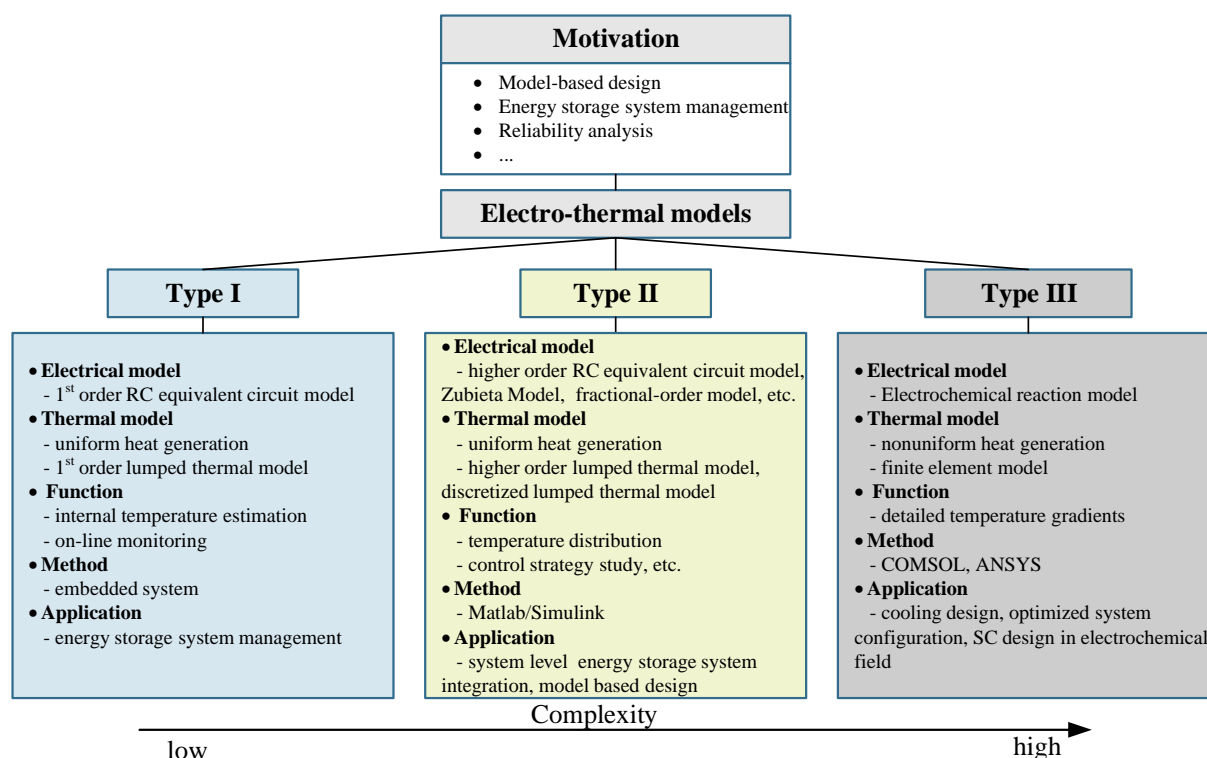 Motivation
• Model-based design
• Energy storage system management
• Reliability analysis
• ...
Electro-thermal models
Type I
• Electrical model
- 1st order RC equivalent circuit model
• Thermal model
- uniform heat generation
- 1st order lumped thermal model
• Function
- internal temperature estimation
- on-line monitoring
• Method
- embedded system
• Application
- energy storage system management
Type II
• Electrical model
- higher order RC equivalent circuit model,
Zubieta Model, fractional-order model, etc.
• Thermal model
- uniform heat generation
- higher order lumped thermal model,
discretized lumped thermal model
• Function
- temperature distribution
- control strategy study, etc.
• Method
- Matlab/Simulink
• Application
- system level energy storage system
integration, model based design
Type III
• Electrical model
- Electrochemical reaction model
• Thermal model
- nonuniform heat generation
- finite element model
• Function
- detailed temperature gradients
• Method
- COMSOL, ANSYS
• Application
- cooling design, optimized system
configuration, SC design in electrochemical
field
Complexity
low
high